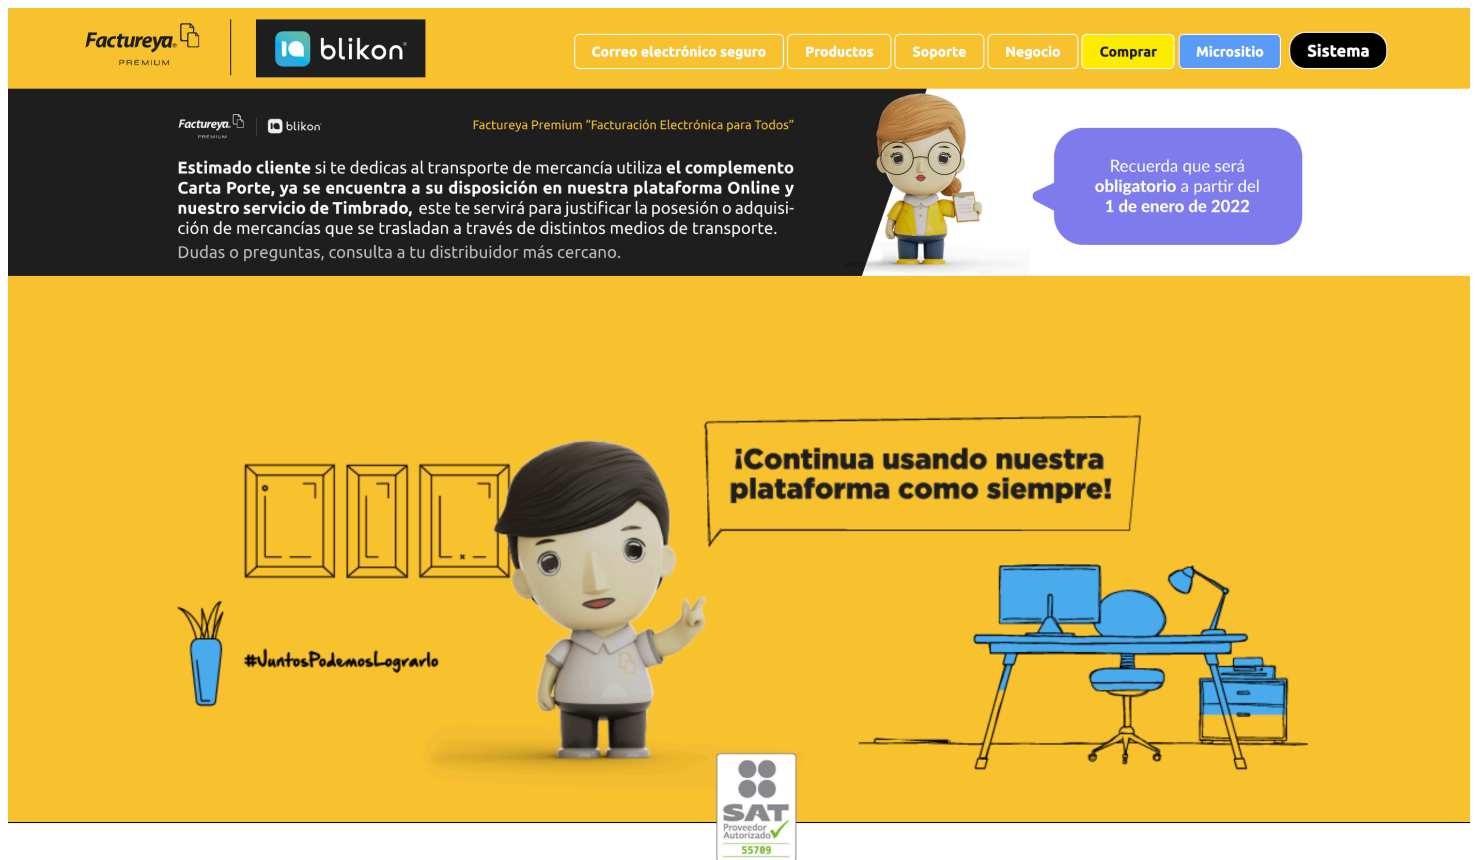 Factureya.
PREMIUM
blikon
Correo electrónico seguro
Productos
Soporte
Negocio
Comprar
Micrositio
Sistema
Factureya.
PREMIUM
blikon
Factureya Premium “Facturación Electrónica para Todos”
Estimado cliente si te dedicas al transporte de mercancía utiliza el complemento
Carta Porte, ya se encuentra a su disposición en nuestra plataforma Online y
nuestro servicio de Timbrado, este te servirá para justificar la posesión o adquisi-
ción de mercancías que se trasladan a través de distintos medios de transporte.
Dudas o preguntas, consulta a tu distribuidor más cercano.
Recuerda que será
obligatorio a partir del
1 de enero de 2022
¡Continua usando nuestra
plataforma como siempre!
#JuntosPodemosLograrlo
SAT
Proveedor
Autorizado
55709